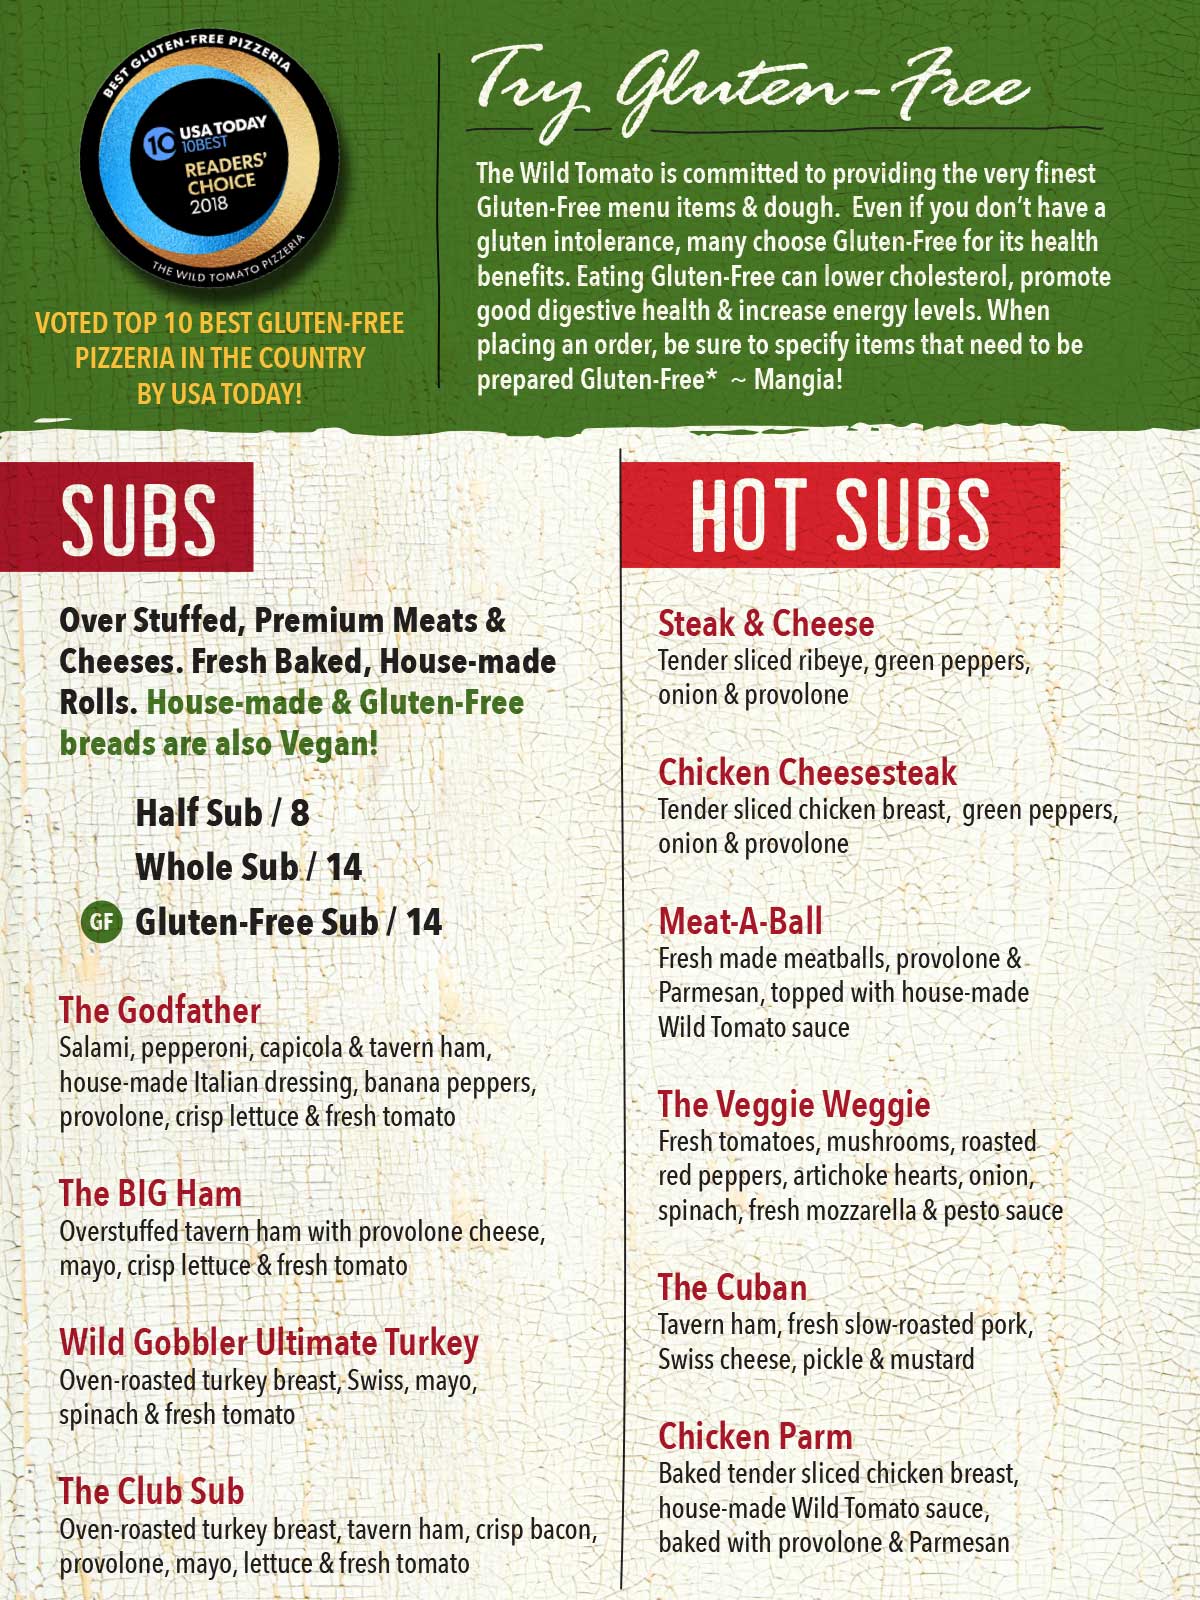 BEST GLUTEN-FREE PIZZERIA
10 USA TODAY
10BEST
READERS'
CHOICE
2018
THE WILD TOMATO PIZZERIA
VOTED TOP 10 BEST GLUTEN-FREE
PIZZERIA IN THE COUNTRY
BY USA TODAY!
Try Gluten-Free
The Wild Tomato is committed to providing the very finest
Gluten-Free menu items & dough. Even if you don't have a
gluten intolerance, many choose Gluten-Free for its health
benefits. Eating Gluten-Free can lower cholesterol, promote
good digestive health & increase energy levels. When
placing an order, be sure to specify items that need to be
prepared Gluten-Free* ~ Mangia!
SUBS
Over Stuffed, Premium Meats &
Cheeses. Fresh Baked, House-made
Rolls. House-made & Gluten-Free
breads are also Vegan!
Half Sub / 8
Whole Sub / 14
GF Gluten-Free Sub / 14
The Godfather
Salami, pepperoni, capicola & tavern ham,
house-made Italian dressing, banana peppers,
provolone, crisp lettuce & fresh tomato
The BIG Ham
Overstuffed tavern ham with provolone cheese,
mayo, crisp lettuce & fresh tomato
Wild Gobbler Ultimate Turkey
Oven-roasted turkey breast, Swiss, mayo,
spinach & fresh tomato
The Club Sub
Oven-roasted turkey breast, tavern ham, crisp bacon,
provolone, mayo, lettuce & fresh tomato
HOT SUBS
Steak & Cheese
Tender sliced ribeye, green peppers,
onion & provolone
Chicken Cheesesteak
Tender sliced chicken breast, green peppers,
onion & provolone
Meat-A-Ball
Fresh made meatballs, provolone &
Parmesan, topped with house-made
Wild Tomato sauce
The Veggie Weggie
Fresh tomatoes, mushrooms, roasted
red peppers, artichoke hearts, onion,
spinach, fresh mozzarella & pesto sauce
The Cuban
Tavern ham, fresh slow-roasted pork,
Swiss cheese, pickle & mustard
Chicken Parm
Baked tender sliced chicken breast,
house-made Wild Tomato sauce,
baked with provolone & Parmesan